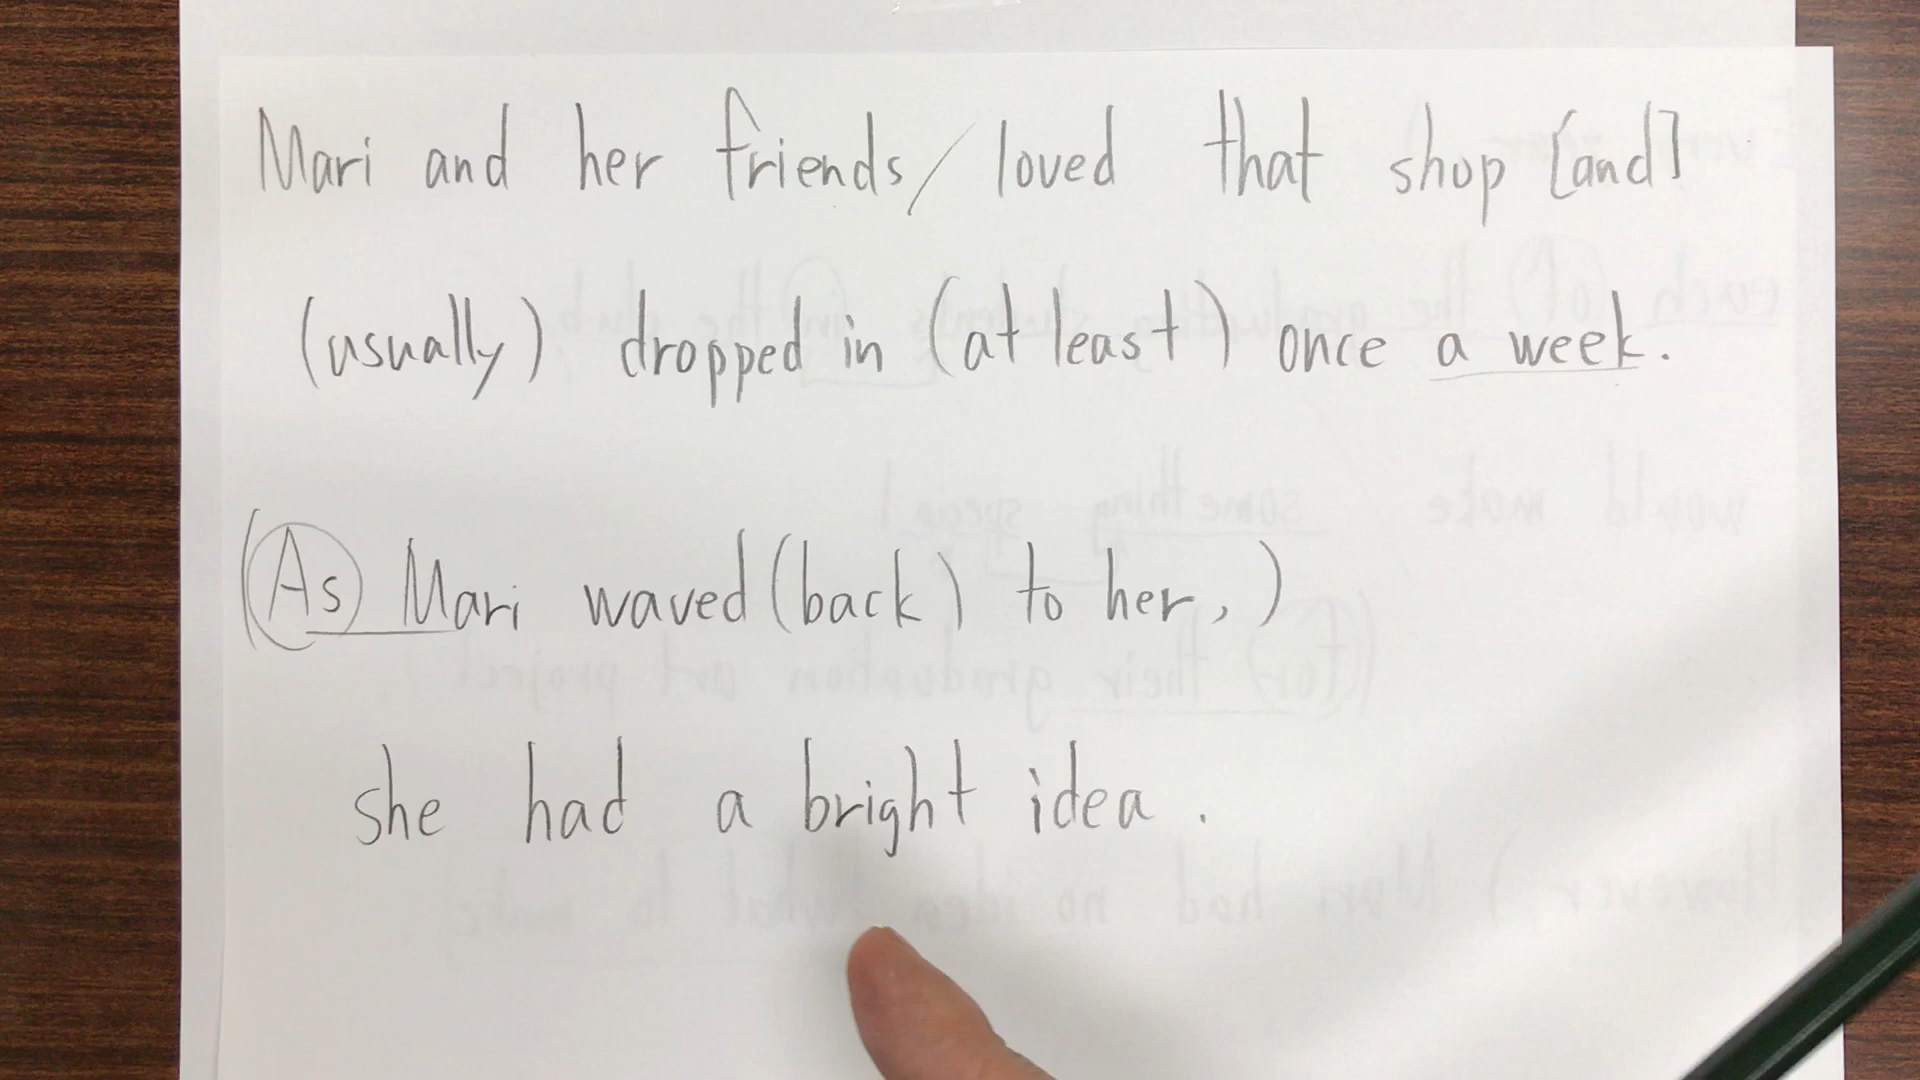 Mari and her friends / loved that shop [and]
(usually) dropped in (at least) once a week.
(As Mari waved (back) to her,)
she had a bright idea.